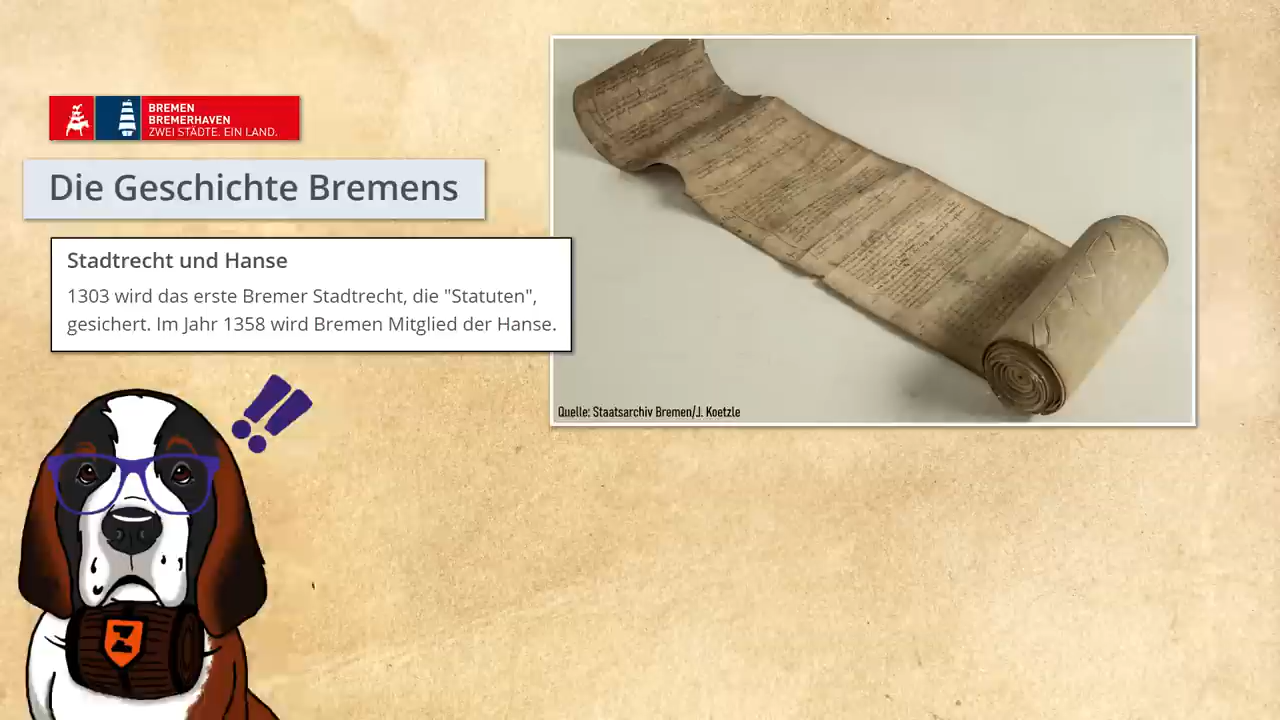 BREMEN
BREMERHAVEN
ZWEI STÄDTE. EIN LAND.
Die Geschichte Bremens
Stadtrecht und Hanse
1303 wird das erste Bremer Stadtrecht, die "Statuten",
gesichert. Im Jahr 1358 wird Bremen Mitglied der Hanse.
Quelle: Staatsarchiv Bremen/J. Koetzle